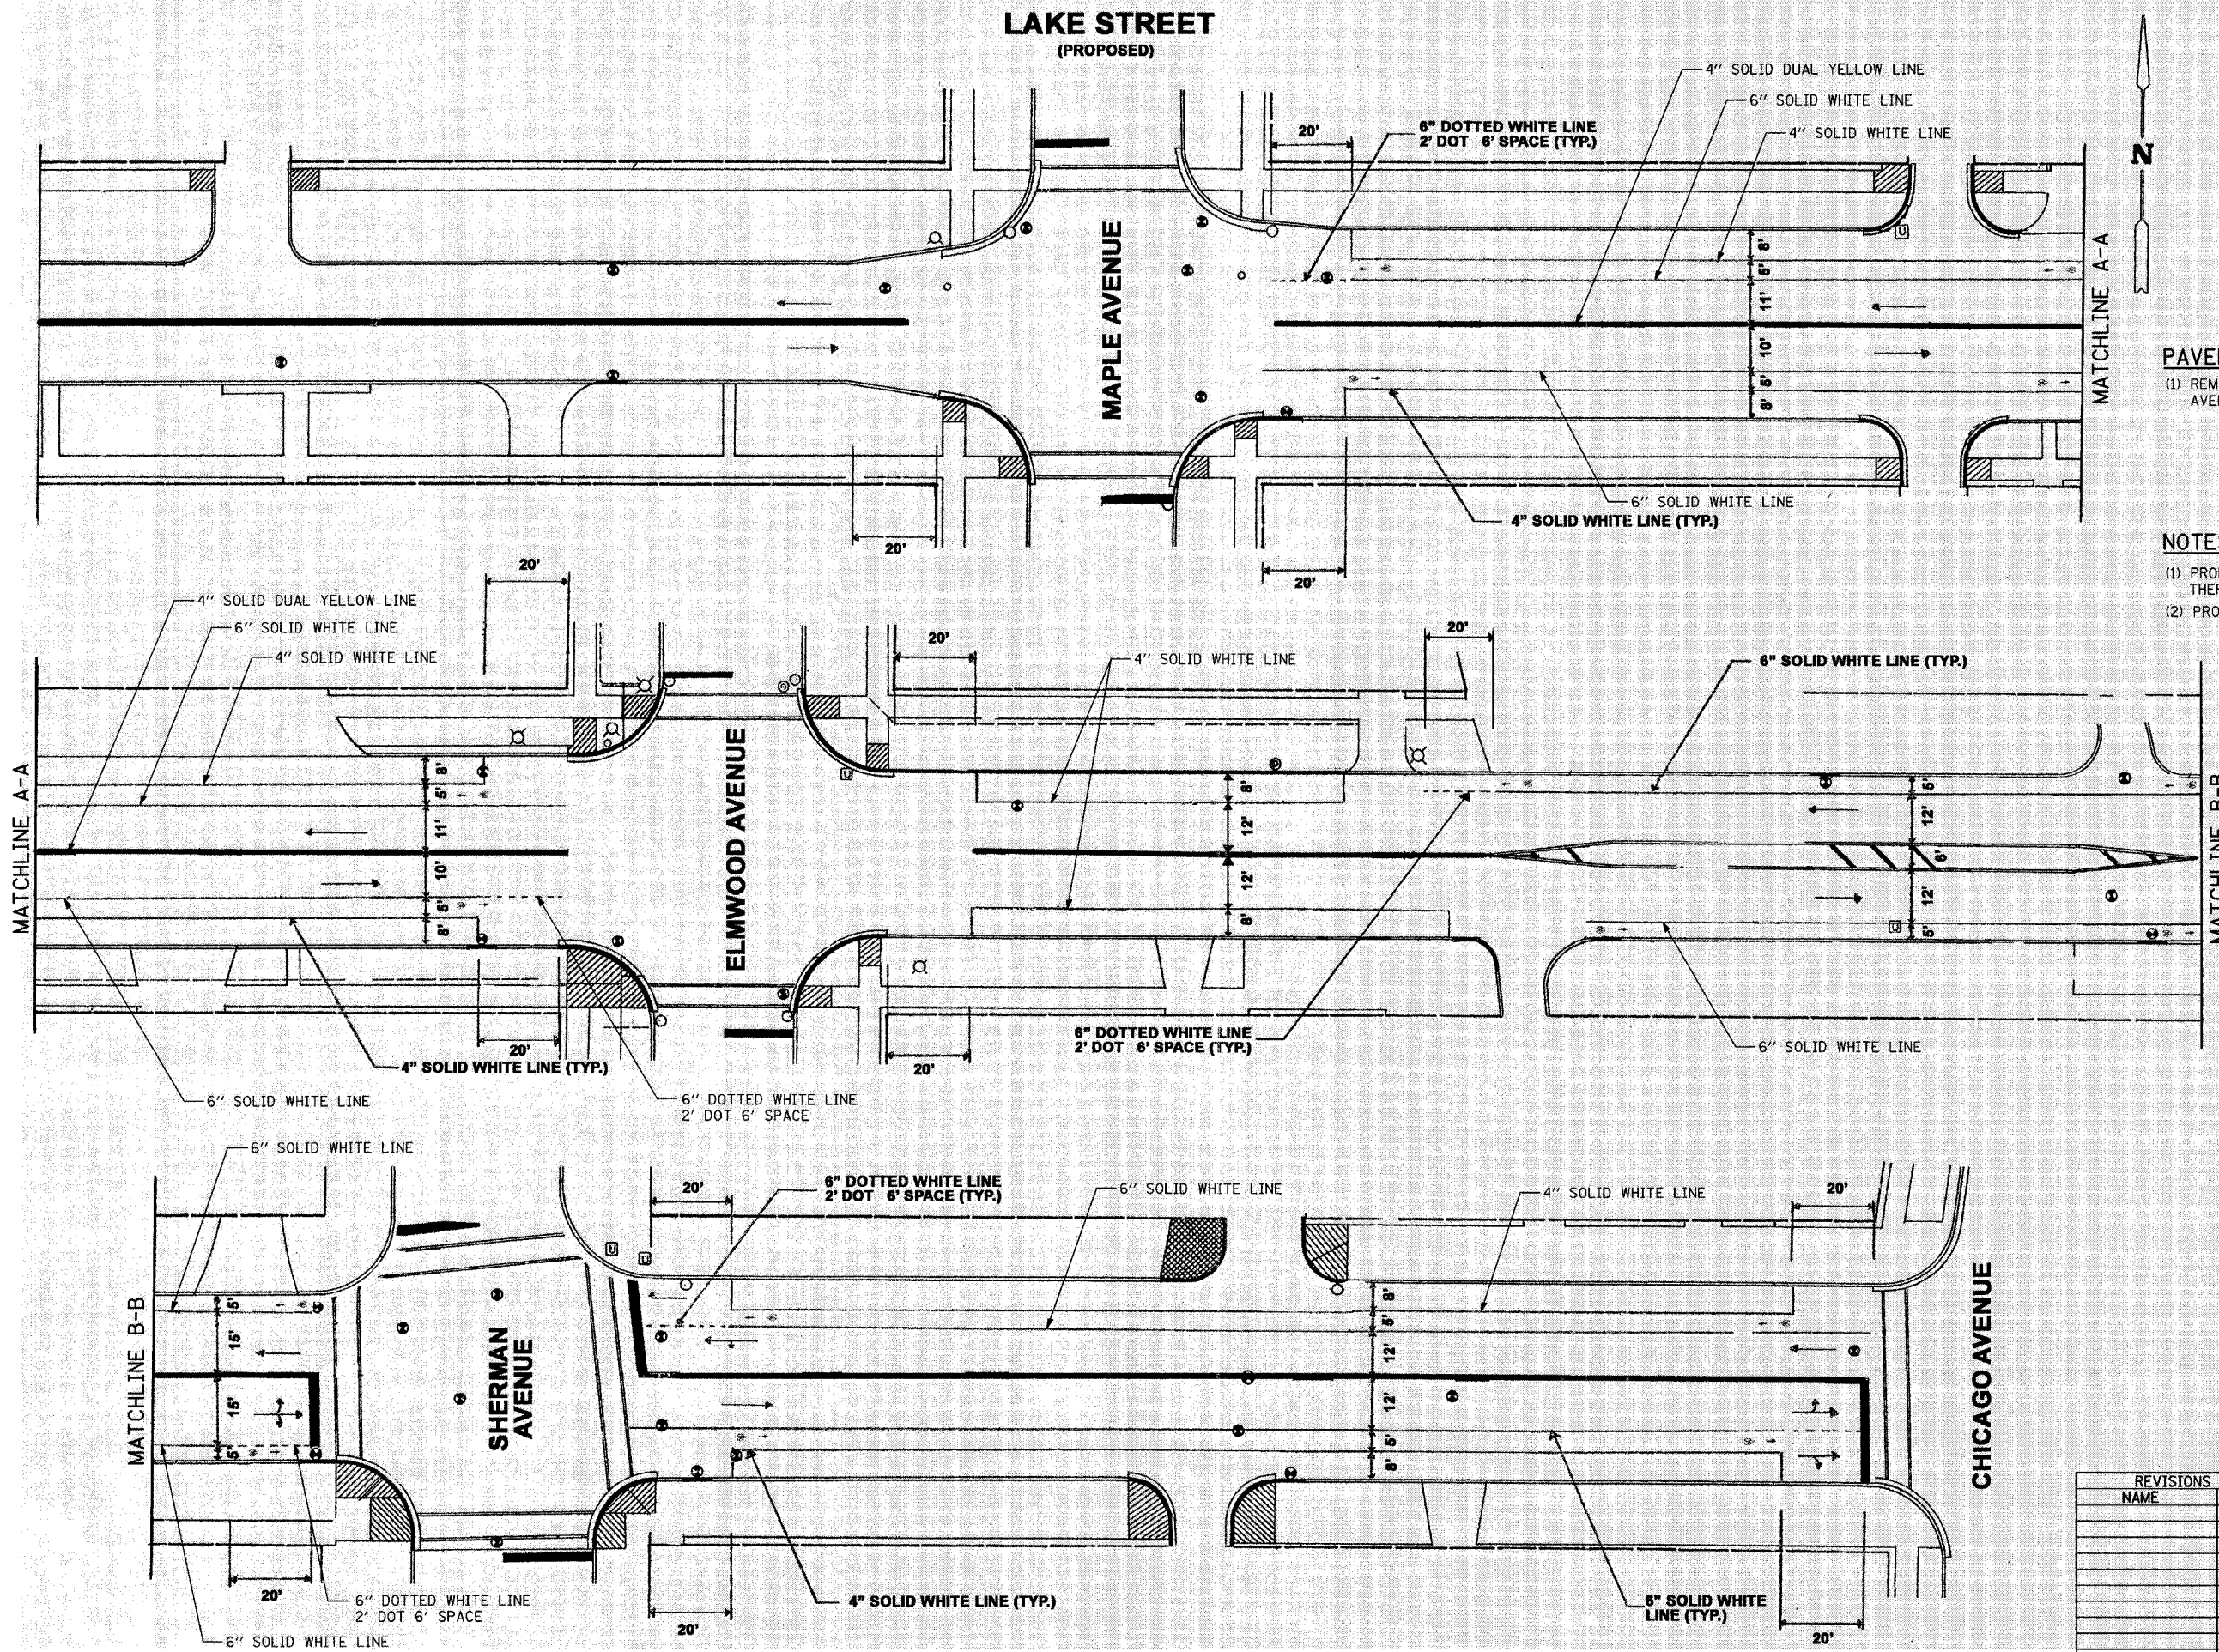 LAKE STREET
(PROPOSED)
4" SOLID DUAL YELLOW LINE
6" SOLID WHITE LINE
4" SOLID WHITE LINE
20'
6" DOTTED WHITE LINE
2' DOT 6' SPACE (TYP.)
N
MAPLE AVENUE
8'
5'
11'
10'
5'
8'
MATCHLINE A-A
U
6" SOLID WHITE LINE
4" SOLID WHITE LINE (TYP.)
20'
20'
(1)
NOTE
(1)
(2)
20'
4" SOLID DUAL YELLOW LINE
6" SOLID WHITE LINE
4" SOLID WHITE LINE
20'
4" SOLID WHITE LINE
20'
6" SOLID WHITE LINE (TYP.)
MATCHLINE A-A
8'
5'
11'
10'
5'
8'
ELMWOOD AVENUE
U
8'
12'
12'
8'
5'
12'
6'
12'
5'
U
MATCHLINE B-B
20'
4" SOLID WHITE LINE (TYP.)
6" SOLID WHITE LINE
6" DOTTED WHITE LINE
2' DOT 6' SPACE
20'
6" DOTTED WHITE LINE
2' DOT 6' SPACE (TYP.)
6" SOLID WHITE LINE
6" SOLID WHITE LINE
20'
6" DOTTED WHITE LINE
2' DOT 6' SPACE (TYP.)
6" SOLID WHITE LINE
4" SOLID WHITE LINE
20'
MATCHLINE B-B
5'
15'
15'
5'
SHERMAN
AVENUE
U
U
8'
5'
12'
12'
5'
8'
CHICAGO AVENUE
20'
6" DOTTED WHITE LINE
2' DOT 6' SPACE
6" SOLID WHITE LINE
20'
4" SOLID WHITE LINE (TYP.)
6" SOLID WHITE
LINE (TYP.)
20'
REVISIONS
NAME